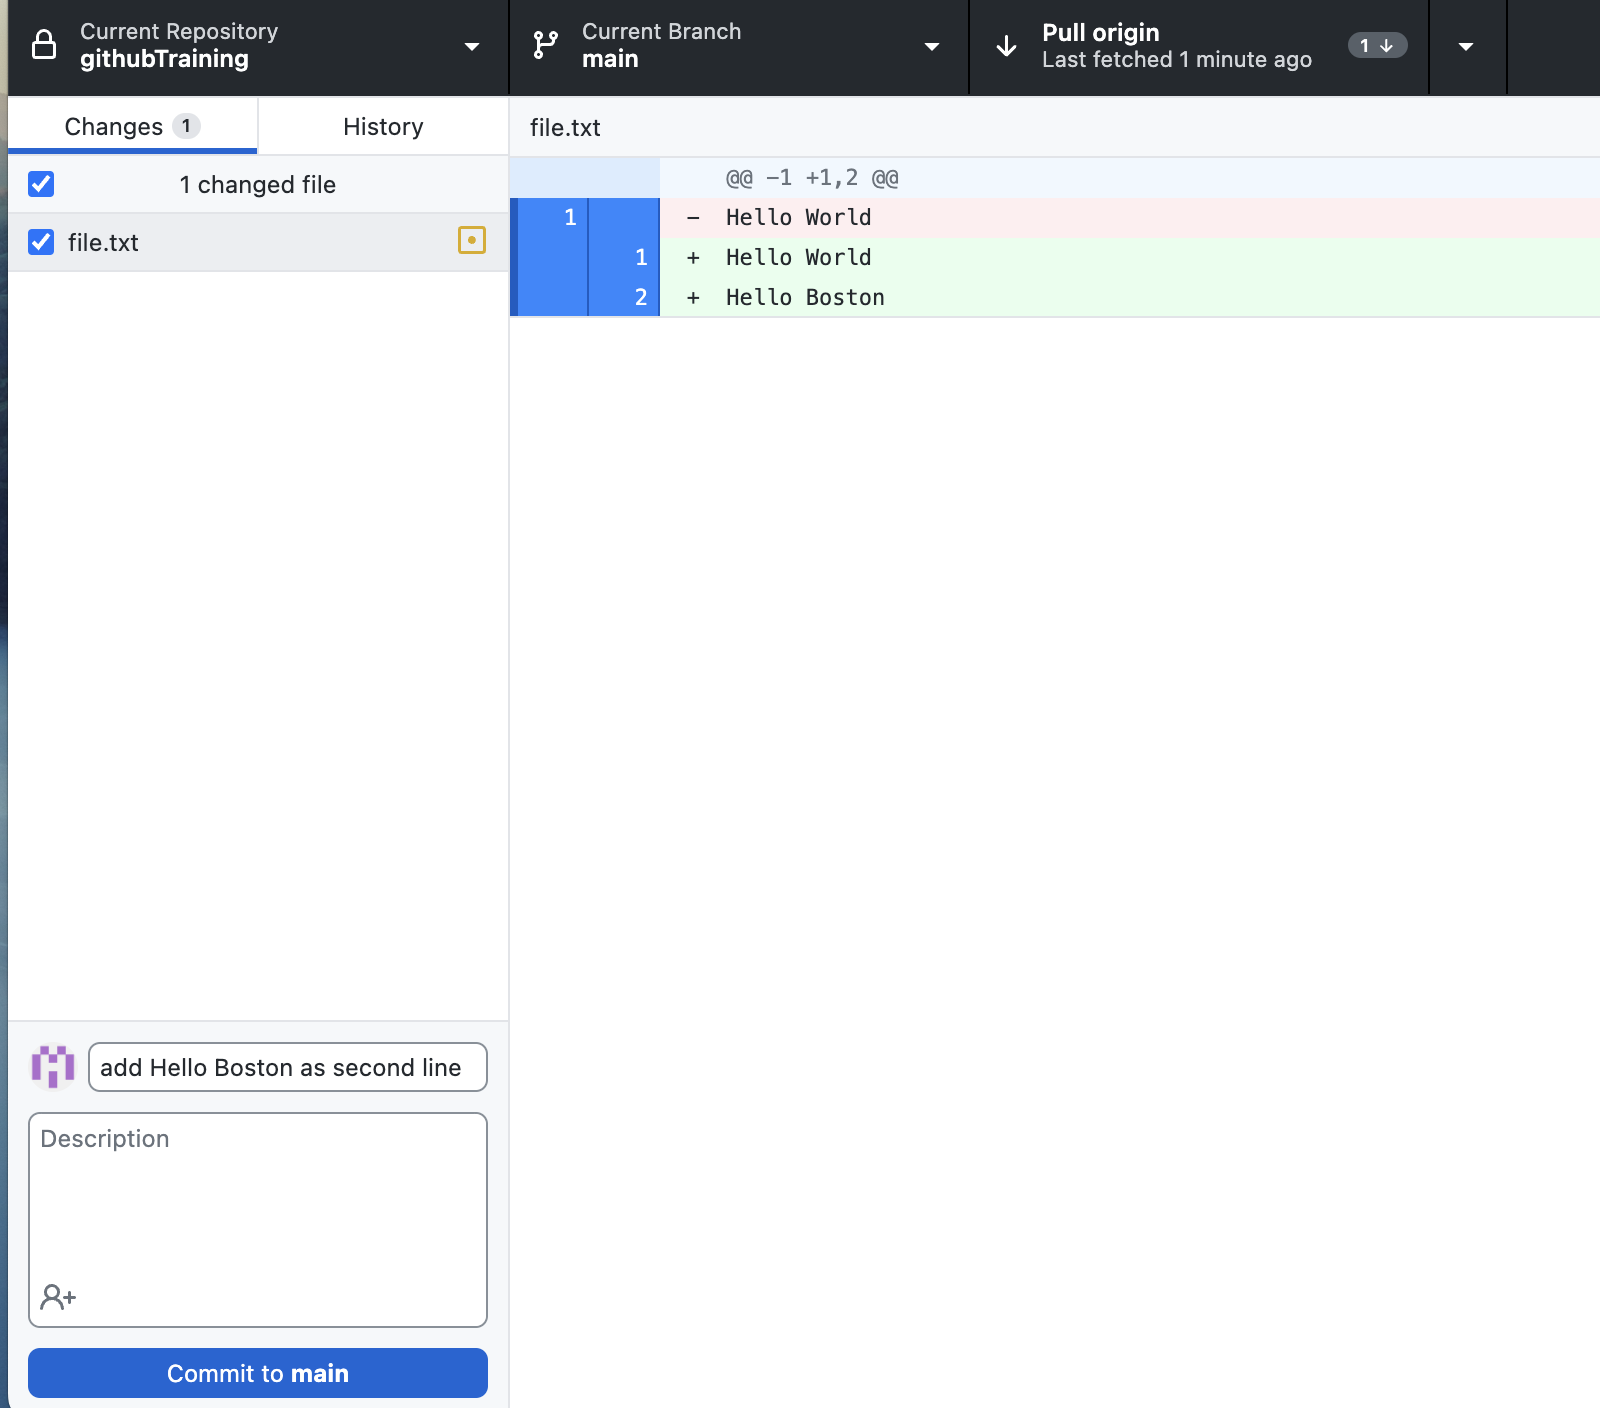 Current Repository
githubTraining
Current Branch
main
Pull origin
Last fetched 1 minute ago
1
Changes 1
History
1 changed file
file.txt
file.txt
@@ -1 +1,2 @@
1 - Hello World
1 + Hello World
2 + Hello Boston
add Hello Boston as second line
Description
Commit to main